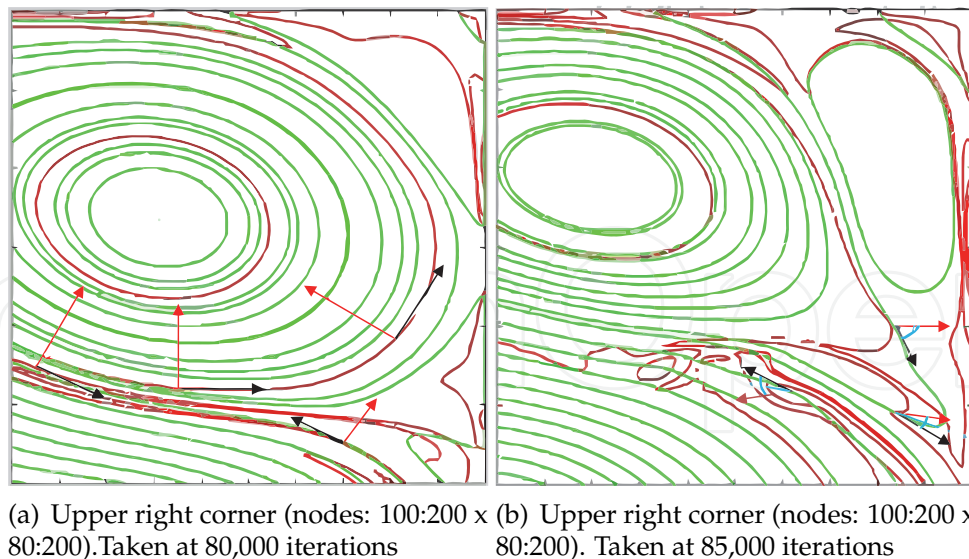 (a) Upper right corner (nodes: 100:200 x
80:200).Taken at 80,000 iterations
(b) Upper right corner (nodes: 100:200 x
80:200). Taken at 85,000 iterations